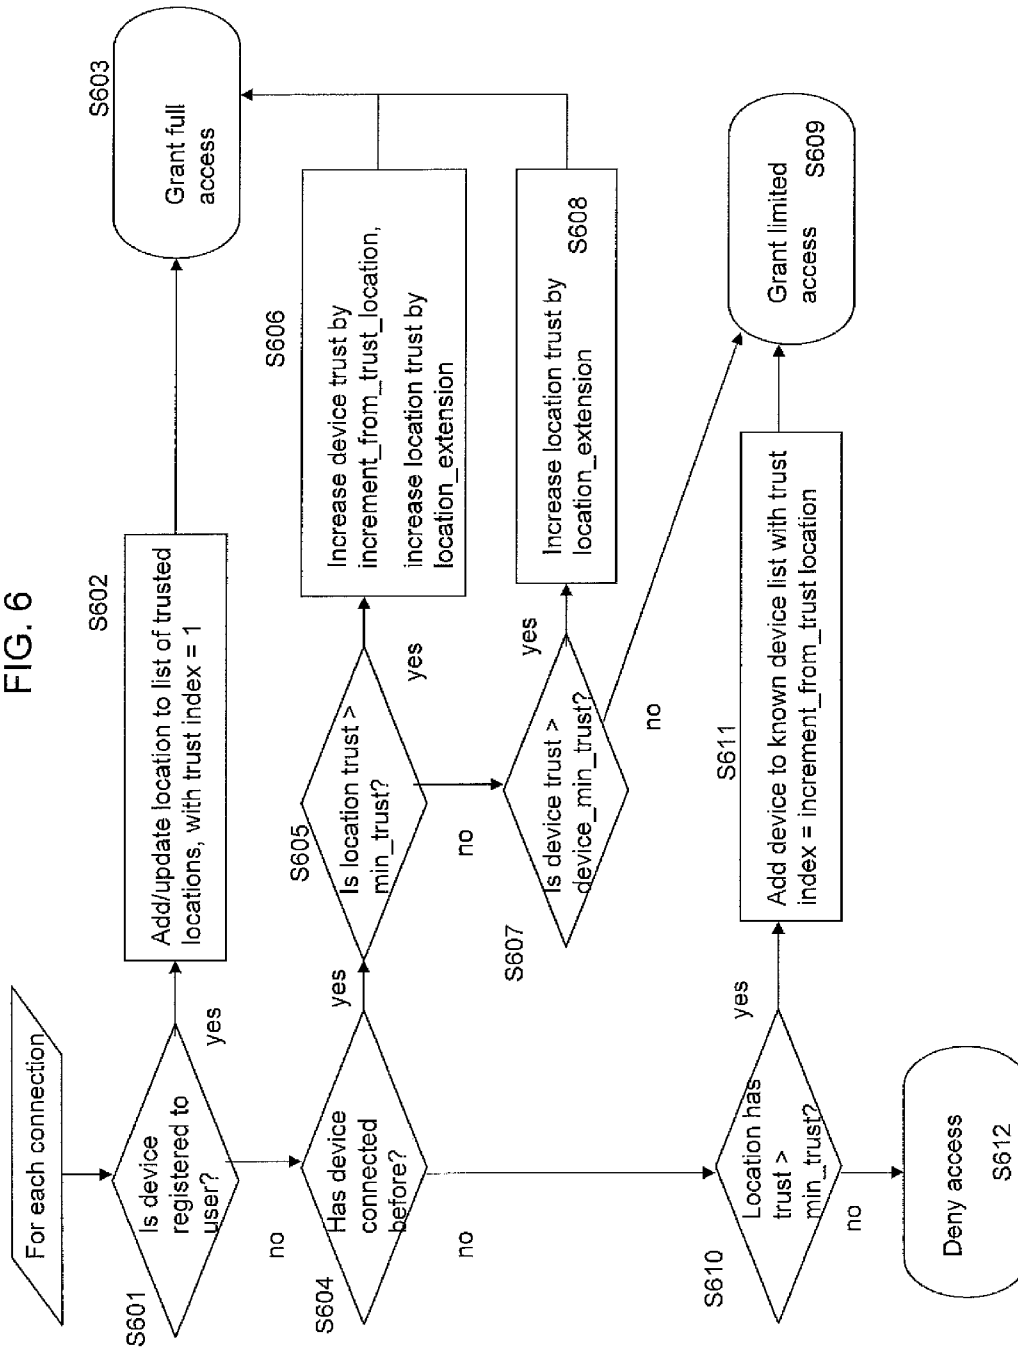 FIG. 6
For each connection
S601
Is device
registered to
user?
yes
no
S602
Add/update location to list of trusted
locations, with trust index = 1
S603
Grant full
access
S604
Has device
connected
before?
yes
no
S605
Is location trust >
min_trust?
yes
no
S606
Increase device trust by
increment_from_trust_location,
increase location trust by
location_extension
S607
Is device trust >
device_min_trust?
yes
no
Increase location trust by
location_extension
S608
Grant limited
access
S609
S610
Location has
trust >
min_trust?
yes
no
S611
Add device to known device list with trust
index = increment_from_trust location
Deny access
S612